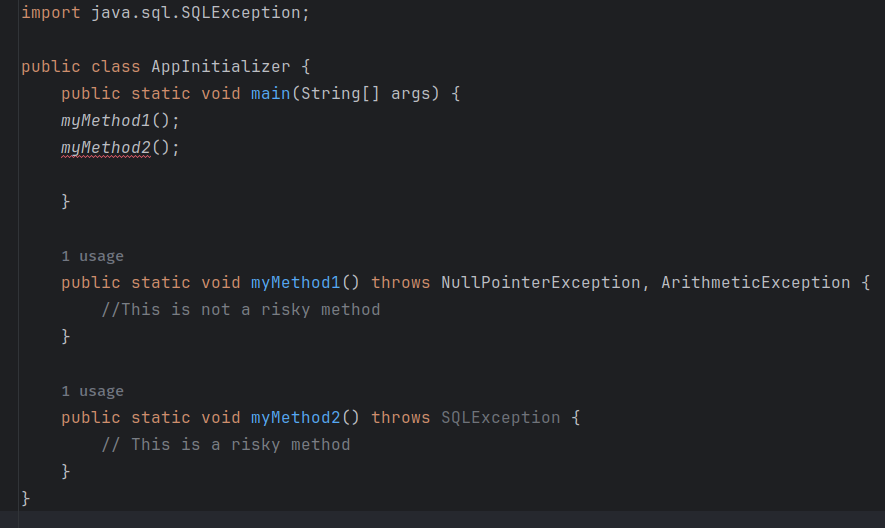 import java.sql.SQLException;
public class AppInitializer {
public static void main(String[] args) {
myMethod1();
myMethod2();
}
1 usage
public static void myMethod1() throws NullPointerException, ArithmeticException {
//This is not a risky method
}
1 usage
public static void myMethod2() throws SQLException {
// This is a risky method
}
}